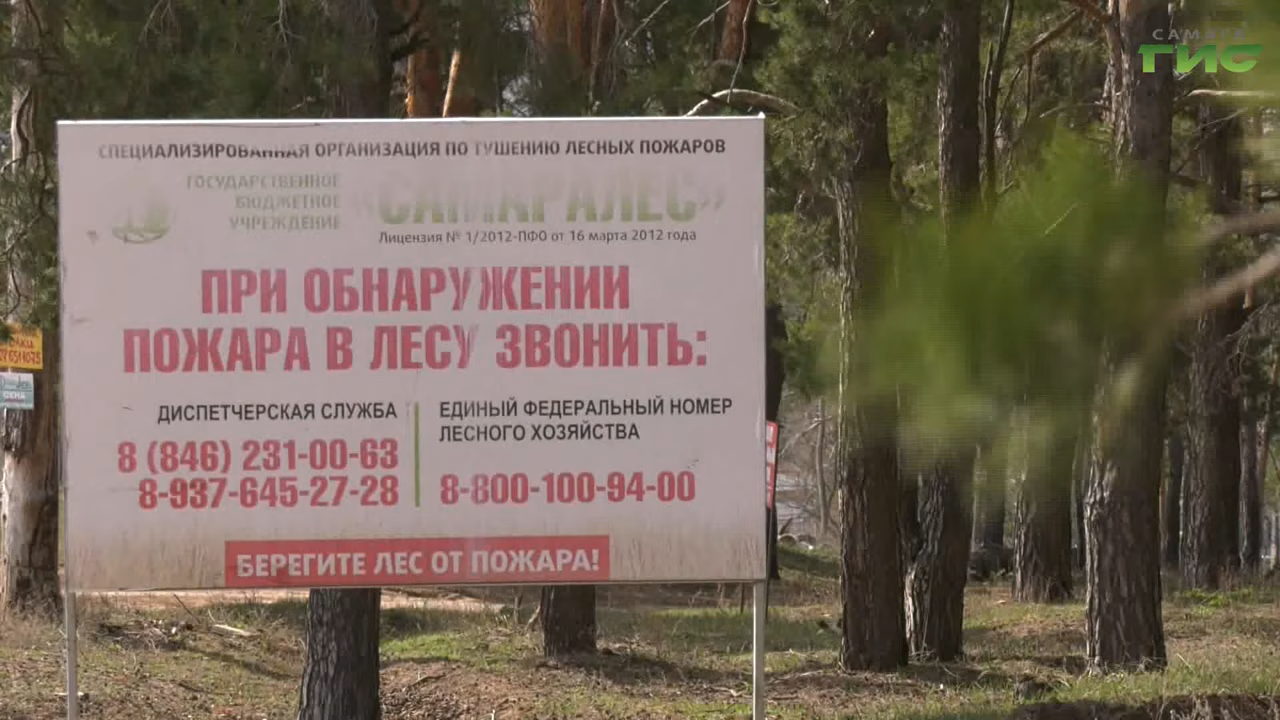 САМАРА
ГИС
СПЕЦИАЛИЗИРОВАННАЯ ОРГАНИЗАЦИЯ ПО ТУШЕНИЮ ЛЕСНЫХ ПОЖАРОВ
ГОСУДАРСТВЕННОЕ
БЮДЖЕТНОЕ
УЧРЕЖДЕНИЕ
«САМАРАЛЕС»
Лицензия № 1/2012-ПФО от 16 марта 2012 года
ПРИ ОБНАРУЖЕНИИ
ПОЖАРА В ЛЕСУ ЗВОНИТЬ:
ДИСПЕТЧЕРСКАЯ СЛУЖБА
8 (846) 231-00-63
8-937-645-27-28
ЕДИНЫЙ ФЕДЕРАЛЬНЫЙ НОМЕР
ЛЕСНОГО ХОЗЯЙСТВА
8-800-100-94-00
БЕРЕГИТЕ ЛЕС ОТ ПОЖАРА!
ОКНА